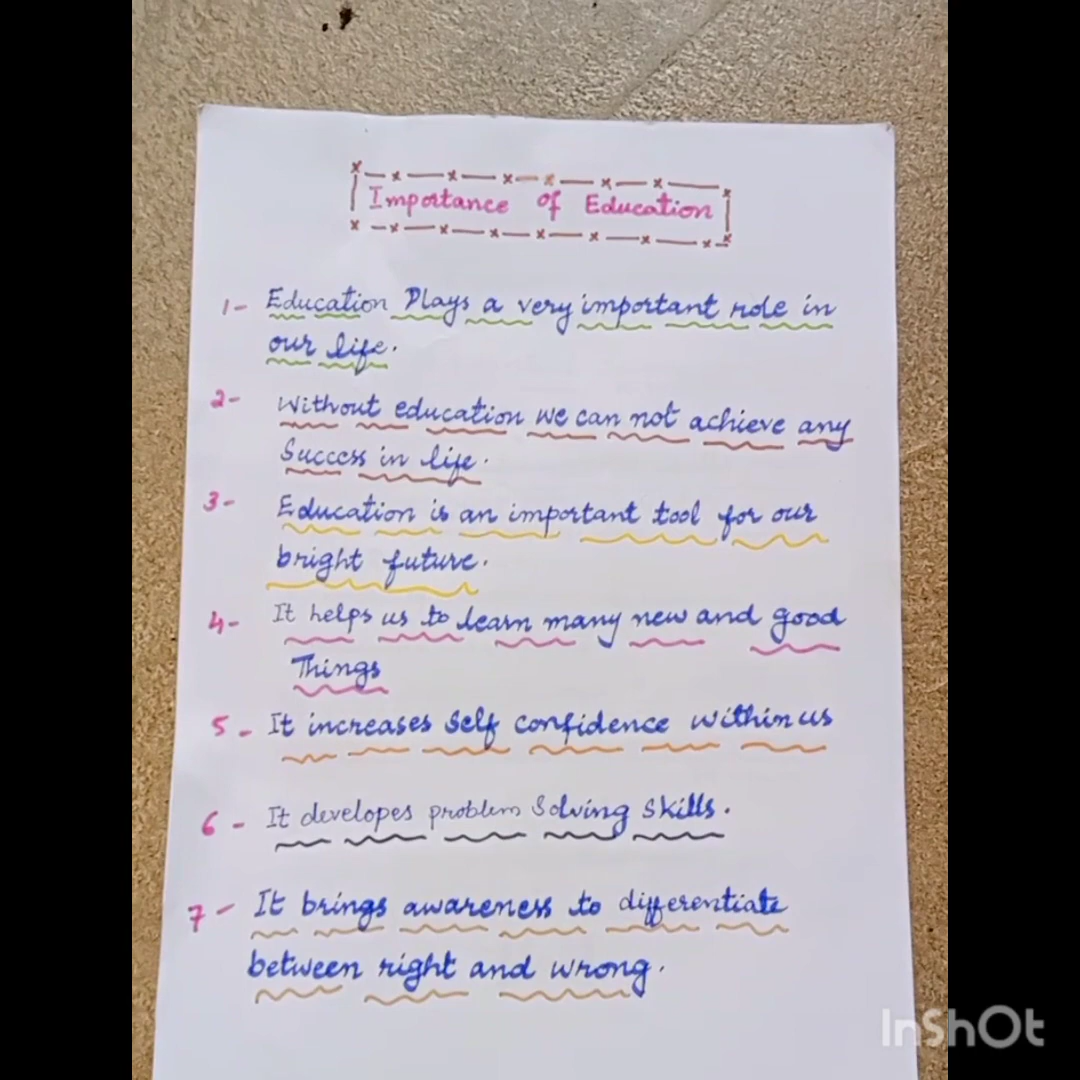 Importance of Education
1- Education Plays a very important role in
our life.
2- Without education we can not achieve any
Success in life.
3- Education is an important tool for our
bright future.
4- It helps us to learn many new and good
Things
5- It increases Self confidence within us
6- It developes problem Solving Skills.
7- It brings awareness to differentiate
between right and wrong.
InShOt